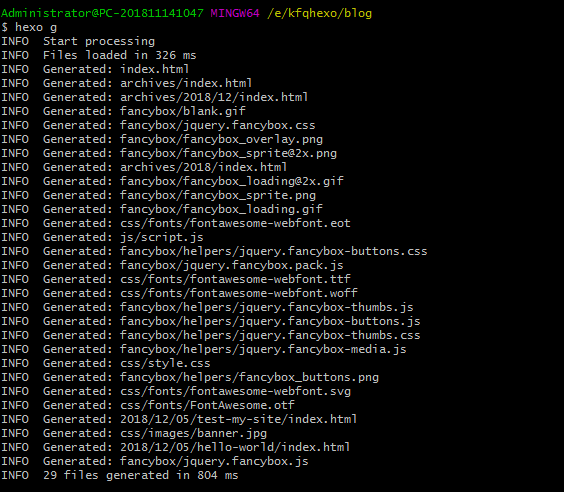 Administrator@PC-201811141047 MINGW64 /e/kfqhexo/blog
$ hexo g
INFO  Start processing
INFO  Files loaded in 326 ms
INFO  Generated: index.html
INFO  Generated: archives/index.html
INFO  Generated: archives/2018/12/index.html
INFO  Generated: fancybox/blank.gif
INFO  Generated: fancybox/jquery.fancybox.css
INFO  Generated: fancybox/fancybox_overlay.png
INFO  Generated: fancybox/fancybox_sprite@2x.png
INFO  Generated: archives/2018/index.html
INFO  Generated: fancybox/fancybox_loading@2x.gif
INFO  Generated: fancybox/fancybox_sprite.png
INFO  Generated: fancybox/fancybox_loading.gif
INFO  Generated: css/fonts/fontawesome-webfont.eot
INFO  Generated: js/script.js
INFO  Generated: fancybox/helpers/jquery.fancybox-buttons.css
INFO  Generated: fancybox/jquery.fancybox.pack.js
INFO  Generated: css/fonts/fontawesome-webfont.ttf
INFO  Generated: css/fonts/fontawesome-webfont.woff
INFO  Generated: fancybox/helpers/jquery.fancybox-thumbs.js
INFO  Generated: fancybox/helpers/jquery.fancybox-buttons.js
INFO  Generated: fancybox/helpers/jquery.fancybox-thumbs.css
INFO  Generated: fancybox/helpers/jquery.fancybox-media.js
INFO  Generated: css/style.css
INFO  Generated: fancybox/helpers/fancybox_buttons.png
INFO  Generated: css/fonts/fontawesome-webfont.svg
INFO  Generated: css/fonts/FontAwesome.otf
INFO  Generated: 2018/12/05/test-my-site/index.html
INFO  Generated: css/images/banner.jpg
INFO  Generated: 2018/12/05/hello-world/index.html
INFO  Generated: fancybox/jquery.fancybox.js
INFO  29 files generated in 804 ms